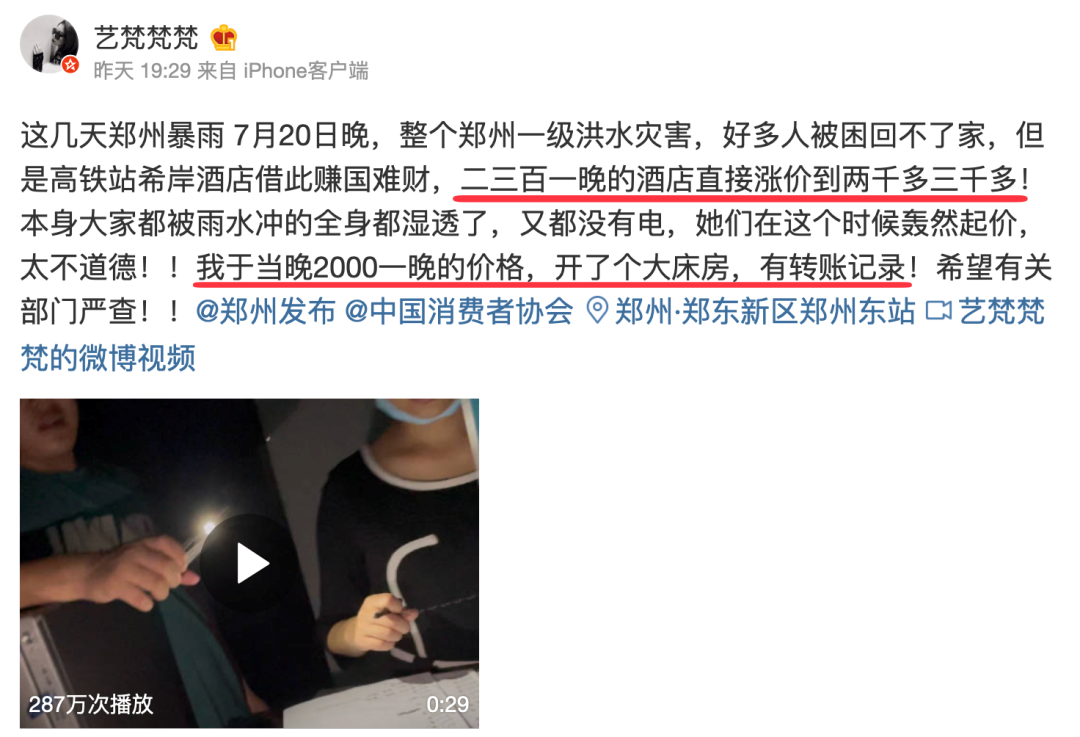 艺梵梵梵
昨天 19:29 来自 iPhone客户端
这几天郑州暴雨 7月20日晚，整个郑州一级洪水灾害，好多人被困回不了家，但
是高铁站希岸酒店借此赚国难财，二三百一晚的酒店直接涨价到两千多三千多！
本身大家都被雨水冲的全身都湿透了，又都没有电，她们在这个时候轰然起价，
太不道德！！我于当晚2000一晚的价格，开了个大床房，有转账记录！希望有关
部门严查！！@郑州发布 @中国消费者协会 郑州·郑东新区郑州东站 艺梵梵
梵的微博视频
287万次播放 0:29